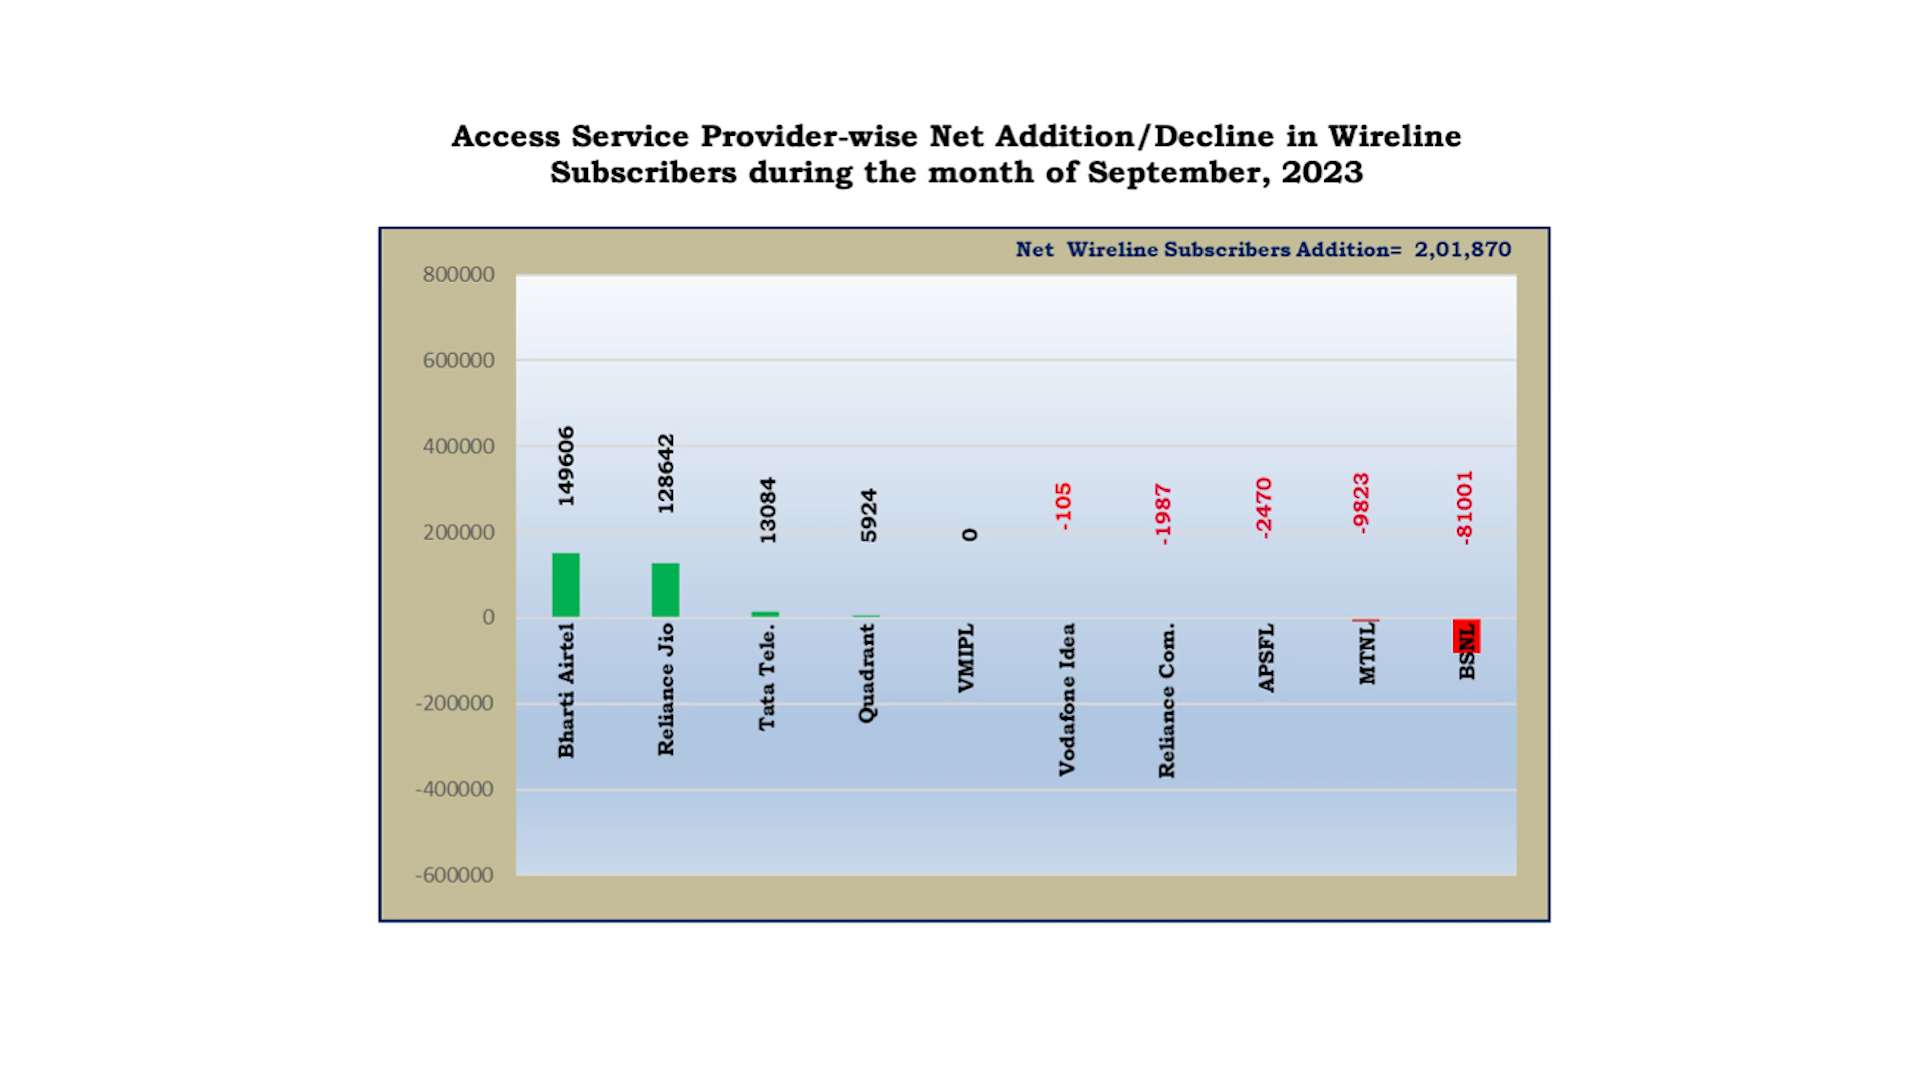 Access Service Provider-wise Net Addition/Decline in Wireline
Subscribers during the month of September, 2023
Net Wireline Subscribers Addition= 2,01,870
800000
600000
400000
200000
0
-200000
-400000
-600000
149606
128642
13084
5924
0
-105
-1987
-2470
-9823
-81001
Bharti Airtel
Reliance Jio
Tata Tele.
Quadrant
VMIPL
Vodafone Idea
Reliance Com.
APSFL
MTNL
BSNL